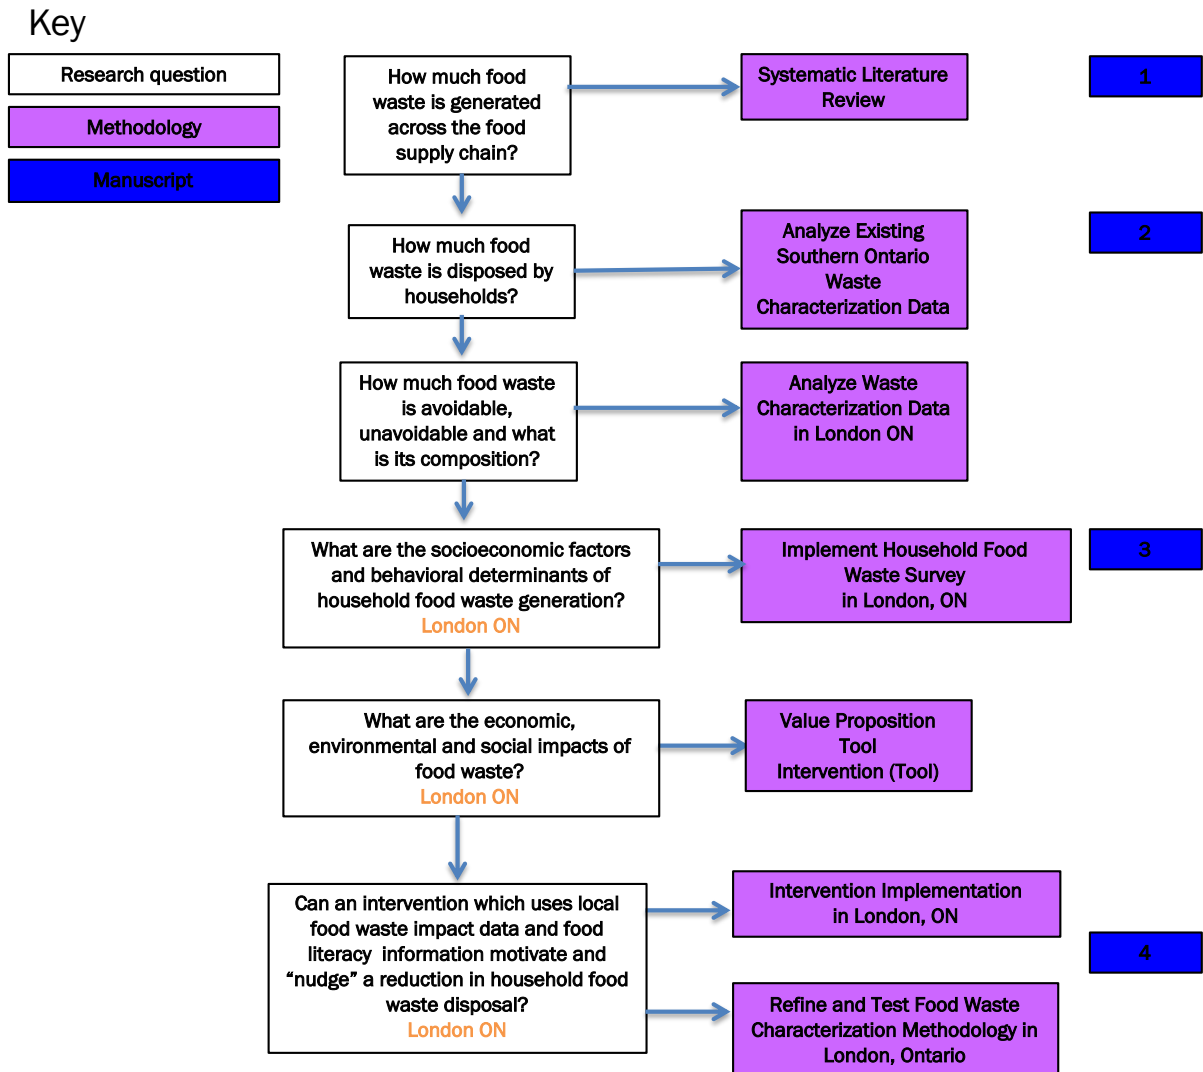 Key
Research question
Methodology
Manuscript
How much food
waste is generated
across the food
supply chain?
Systematic Literature
Review
1
How much food
waste is disposed by
households?
Analyze Existing
Southern Ontario
Waste
Characterization Data
2
How much food waste
is avoidable,
unavoidable and what
is its composition?
Analyze Waste
Characterization Data
in London ON
What are the socioeconomic factors
and behavioral determinants of
household food waste generation?
London ON
Implement Household Food
Waste Survey
in London, ON
3
What are the economic,
environmental and social impacts of
food waste?
London ON
Value Proposition
Tool
Intervention (Tool)
Can an intervention which uses local
food waste impact data and food
literacy information motivate and
“nudge” a reduction in household food
waste disposal?
London ON
Intervention Implementation
in London, ON
4
Refine and Test Food Waste
Characterization Methodology in
London, Ontario